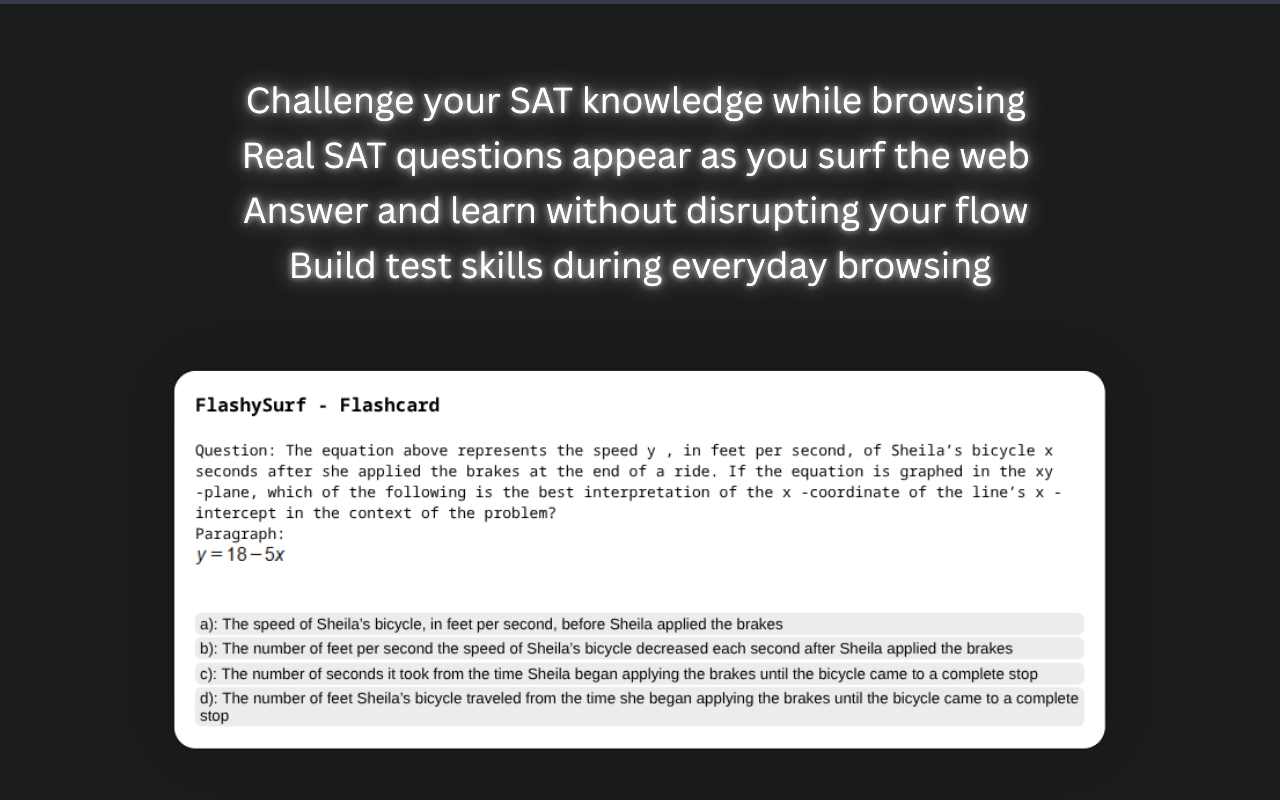 Challenge your SAT knowledge while browsing
Real SAT questions appear as you surf the web
Answer and learn without disrupting your flow
Build test skills during everyday browsing
FlashySurf - Flashcard
Question: The equation above represents the speed y , in feet per second, of Sheila’s bicycle x
seconds after she applied the brakes at the end of a ride. If the equation is graphed in the xy
-plane, which of the following is the best interpretation of the x -coordinate of the line’s x -
intercept in the context of the problem?
Paragraph:
y = 18 – 5x
a): The speed of Sheila’s bicycle, in feet per second, before Sheila applied the brakes
b): The number of feet per second the speed of Sheila’s bicycle decreased each second after Sheila applied the brakes
c): The number of seconds it took from the time Sheila began applying the brakes until the bicycle came to a complete stop
d): The number of feet Sheila’s bicycle traveled from the time she began applying the brakes until the bicycle came to a complete
stop